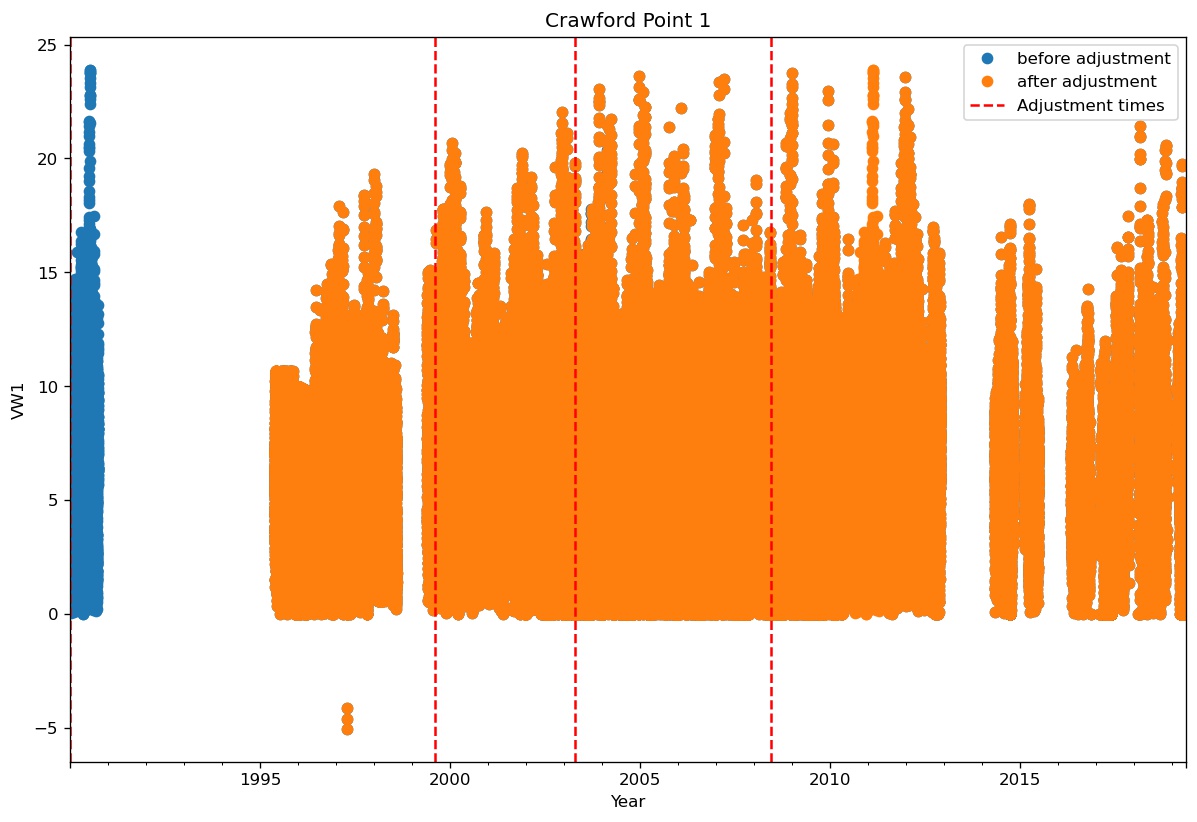 Crawford Point 1
before adjustment
after adjustment
Adjustment times
25
20
15
10
5
0
−5
VW1
1995
2000
2005
2010
2015
Year